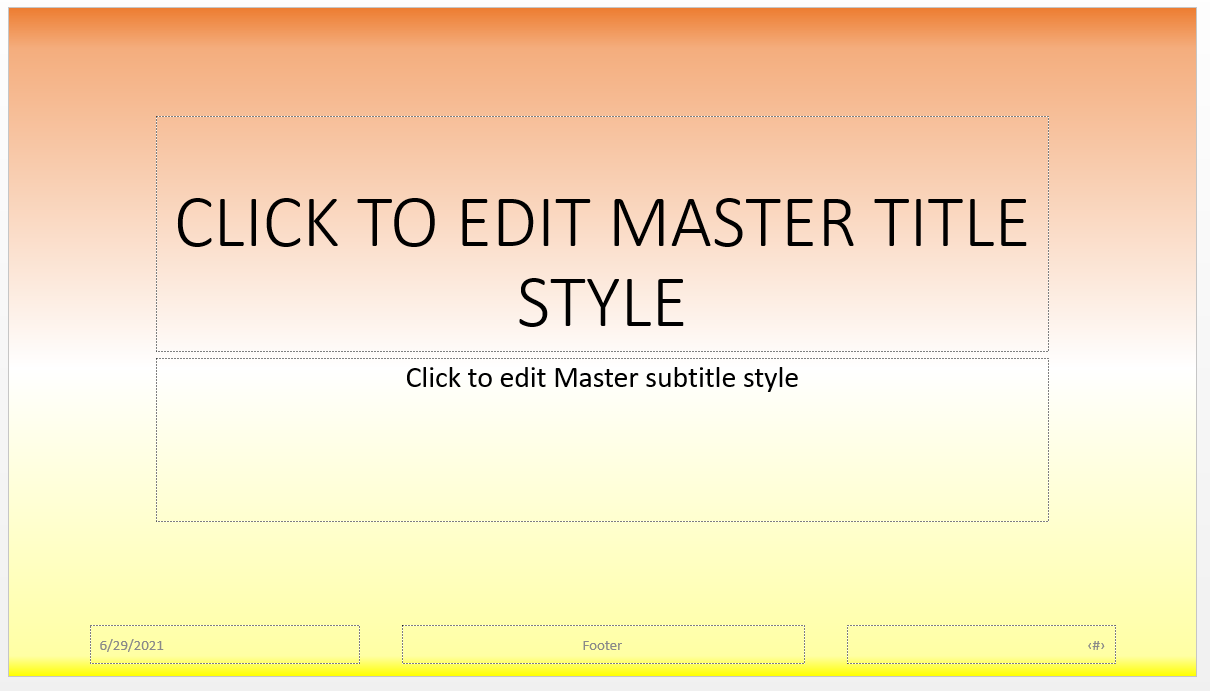 CLICK TO EDIT MASTER TITLE
STYLE
Click to edit Master subtitle style
6/29/2021
Footer
‹#›